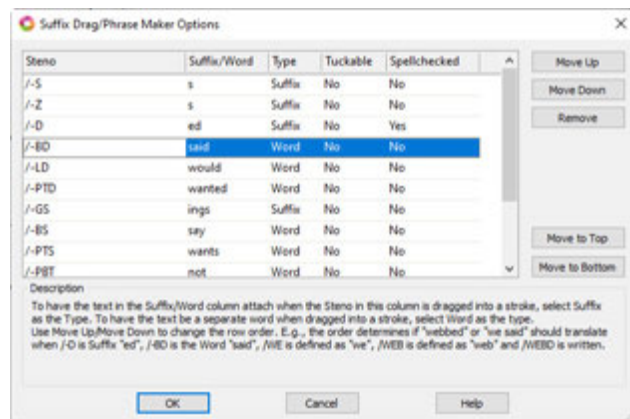 Suffix Drag/Phrase Maker Options
Steno Suffix/Word Type Tuckable Spellchecked
/-S s Suffix No No
/-Z s Suffix No No
/-D ed Suffix No Yes
/-BD said Word No No
/-LD would Word No No
/-PTD wanted Word No No
/-GS ings Suffix No No
/-BS say Word No No
/-PTS wants Word No No
/-PBT not Word No No
Move Up
Move Down
Remove
Move to Top
Move to Bottom
Description
To have the text in the Suffix/Word column attach when the Steno in this column is dragged into a stroke, select Suffix
as the Type. To have the text be a separate word when dragged into a stroke, select Word as the type.
Use Move Up/Move Down to change the row order. E.g., the order determines if "webbed" or "we said" should translate
when /-D is Suffix "ed", /-BD is the Word "said", /WE is defined as "we", /WEB is defined as "web" and /WEBD is written.
OK Cancel Help